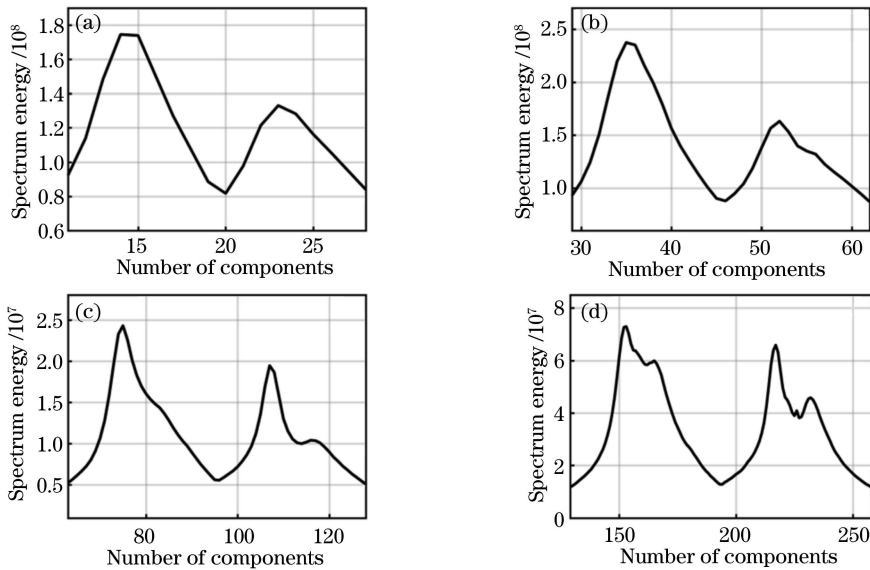 (a)
Spectrum energy /10⁸
1.8
1.6
1.4
1.2
1.0
0.8
0.6
15 20 25
Number of components
(b)
Spectrum energy /10⁸
2.5
2.0
1.5
1.0
30 40 50 60
Number of components
(c)
Spectrum energy /10⁷
2.5
2.0
1.5
1.0
0.5
80 100 120
Number of components
(d)
Spectrum energy /10⁷
8
6
4
2
0
150 200 250
Number of components